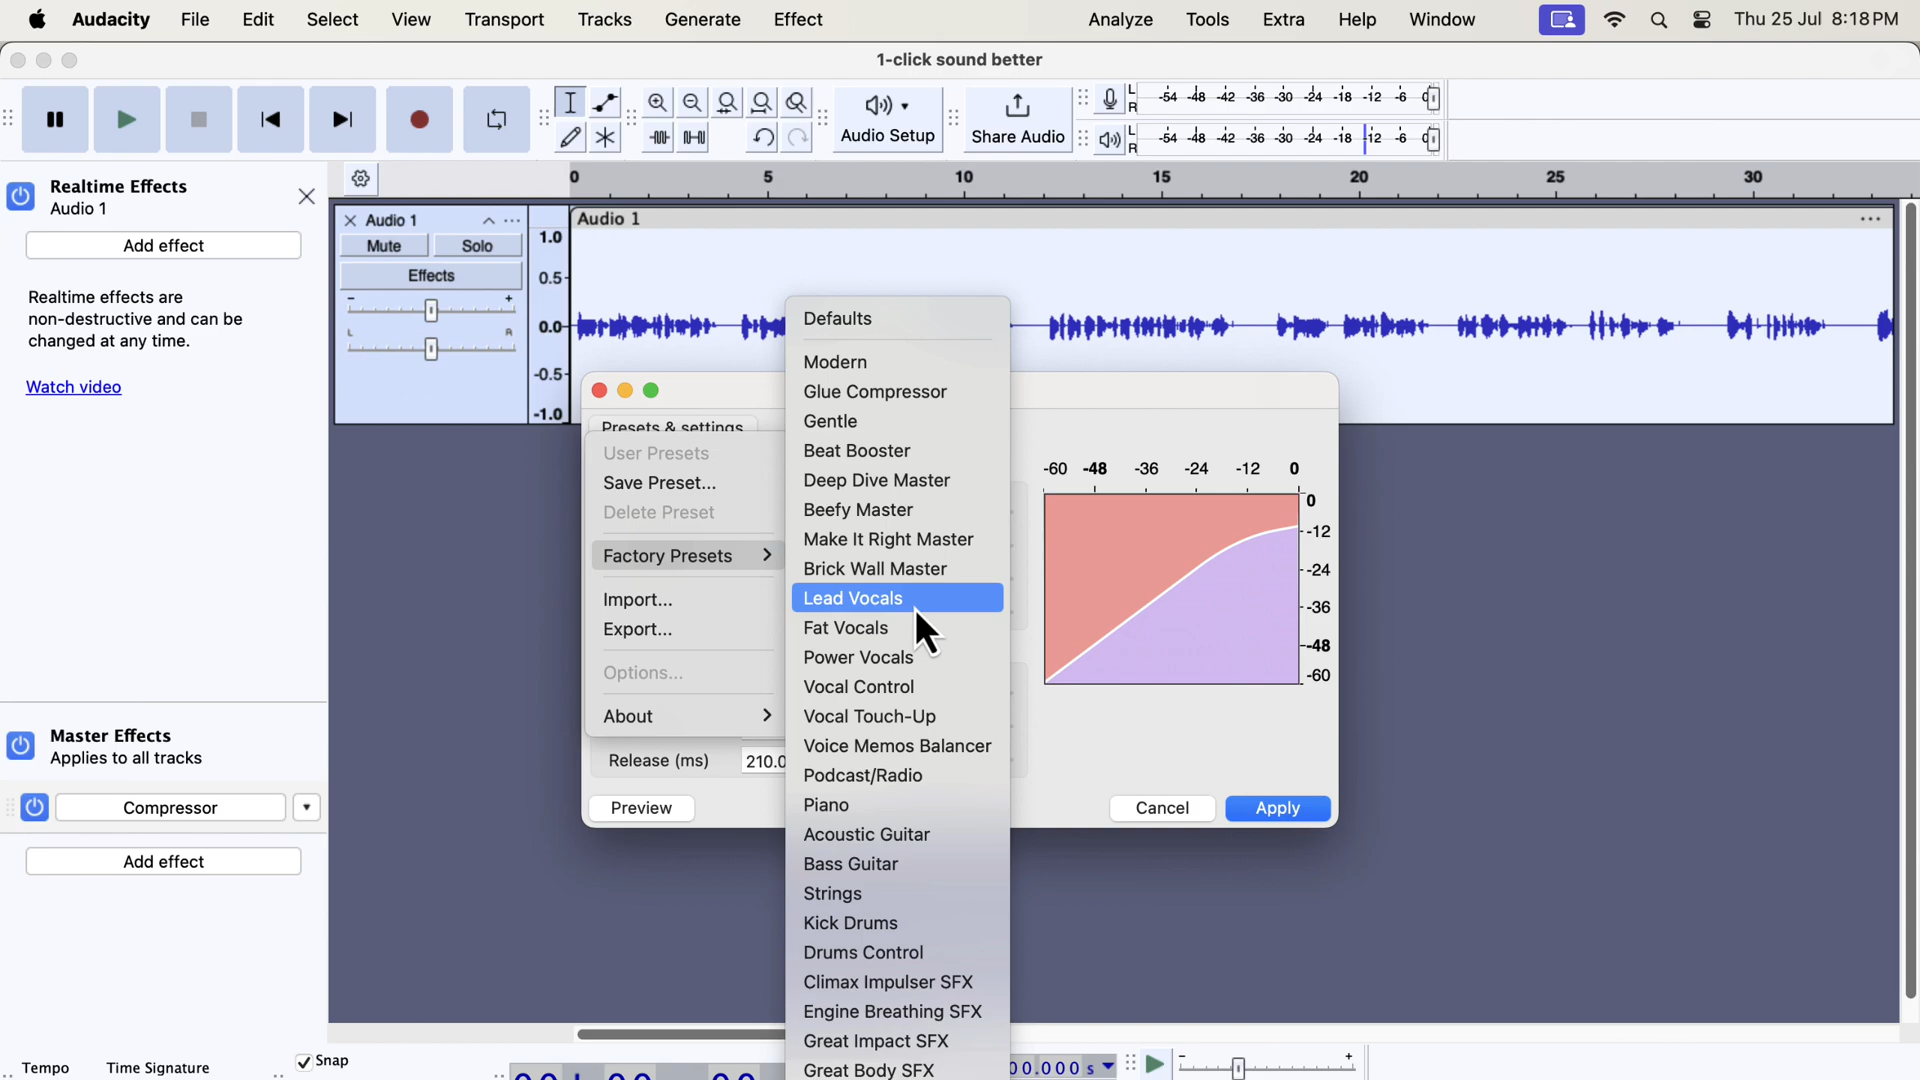 Audacity File Edit Select View Transport Tracks Generate Effect Analyze Tools Extra Help Window Thu 25 Jul 8:18 PM
1-click sound better
L R -54 -48 -42 -36 -30 -24 -18 -12 -6 0
Audio Setup Share Audio
L R -54 -48 -42 -36 -30 -24 -18 -12 -6 0
Realtime Effects
Audio 1
0 5 10 15 20 25 30
Add effect
Realtime effects are
non-destructive and can be
changed at any time.
Watch video
Audio 1
Mute Solo
Effects
- +
L R
1.0
0.5
0.0
-0.5
-1.0
Audio 1
Presets & settings
User Presets
Save Preset...
Delete Preset
Factory Presets
Import...
Export...
Options...
About
Release (ms) 210.0
Preview
Defaults
Modern
Glue Compressor
Gentle
Beat Booster
Deep Dive Master
Beefy Master
Make It Right Master
Brick Wall Master
Lead Vocals
Fat Vocals
Power Vocals
Vocal Control
Vocal Touch-Up
Voice Memos Balancer
Podcast/Radio
Piano
Acoustic Guitar
Bass Guitar
Strings
Kick Drums
Drums Control
Climax Impulser SFX
Engine Breathing SFX
Great Impact SFX
Great Body SFX
-60 -48 -36 -24 -12 0
0
-12
-24
-36
-48
-60
Cancel Apply
Master Effects
Applies to all tracks
Compressor
Add effect
Tempo Time Signature Snap
00.000 s
- +